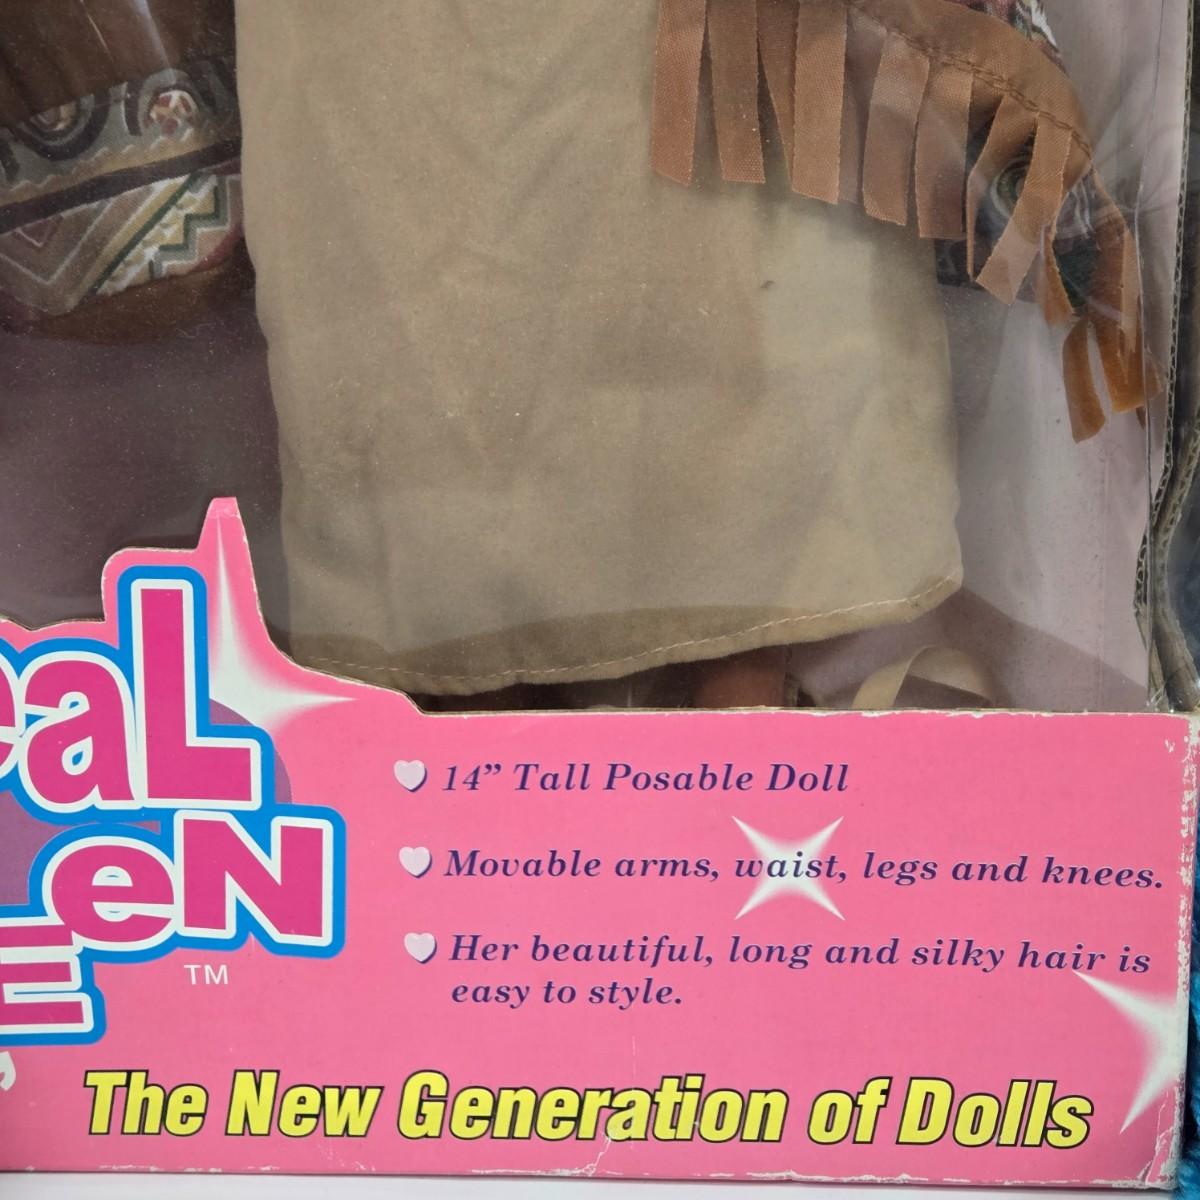 eaL
eeN
E
TM
14” Tall Posable Doll
Movable arms, waist, legs and knees.
Her beautiful, long and silky hair is
easy to style.
The New Generation of Dolls